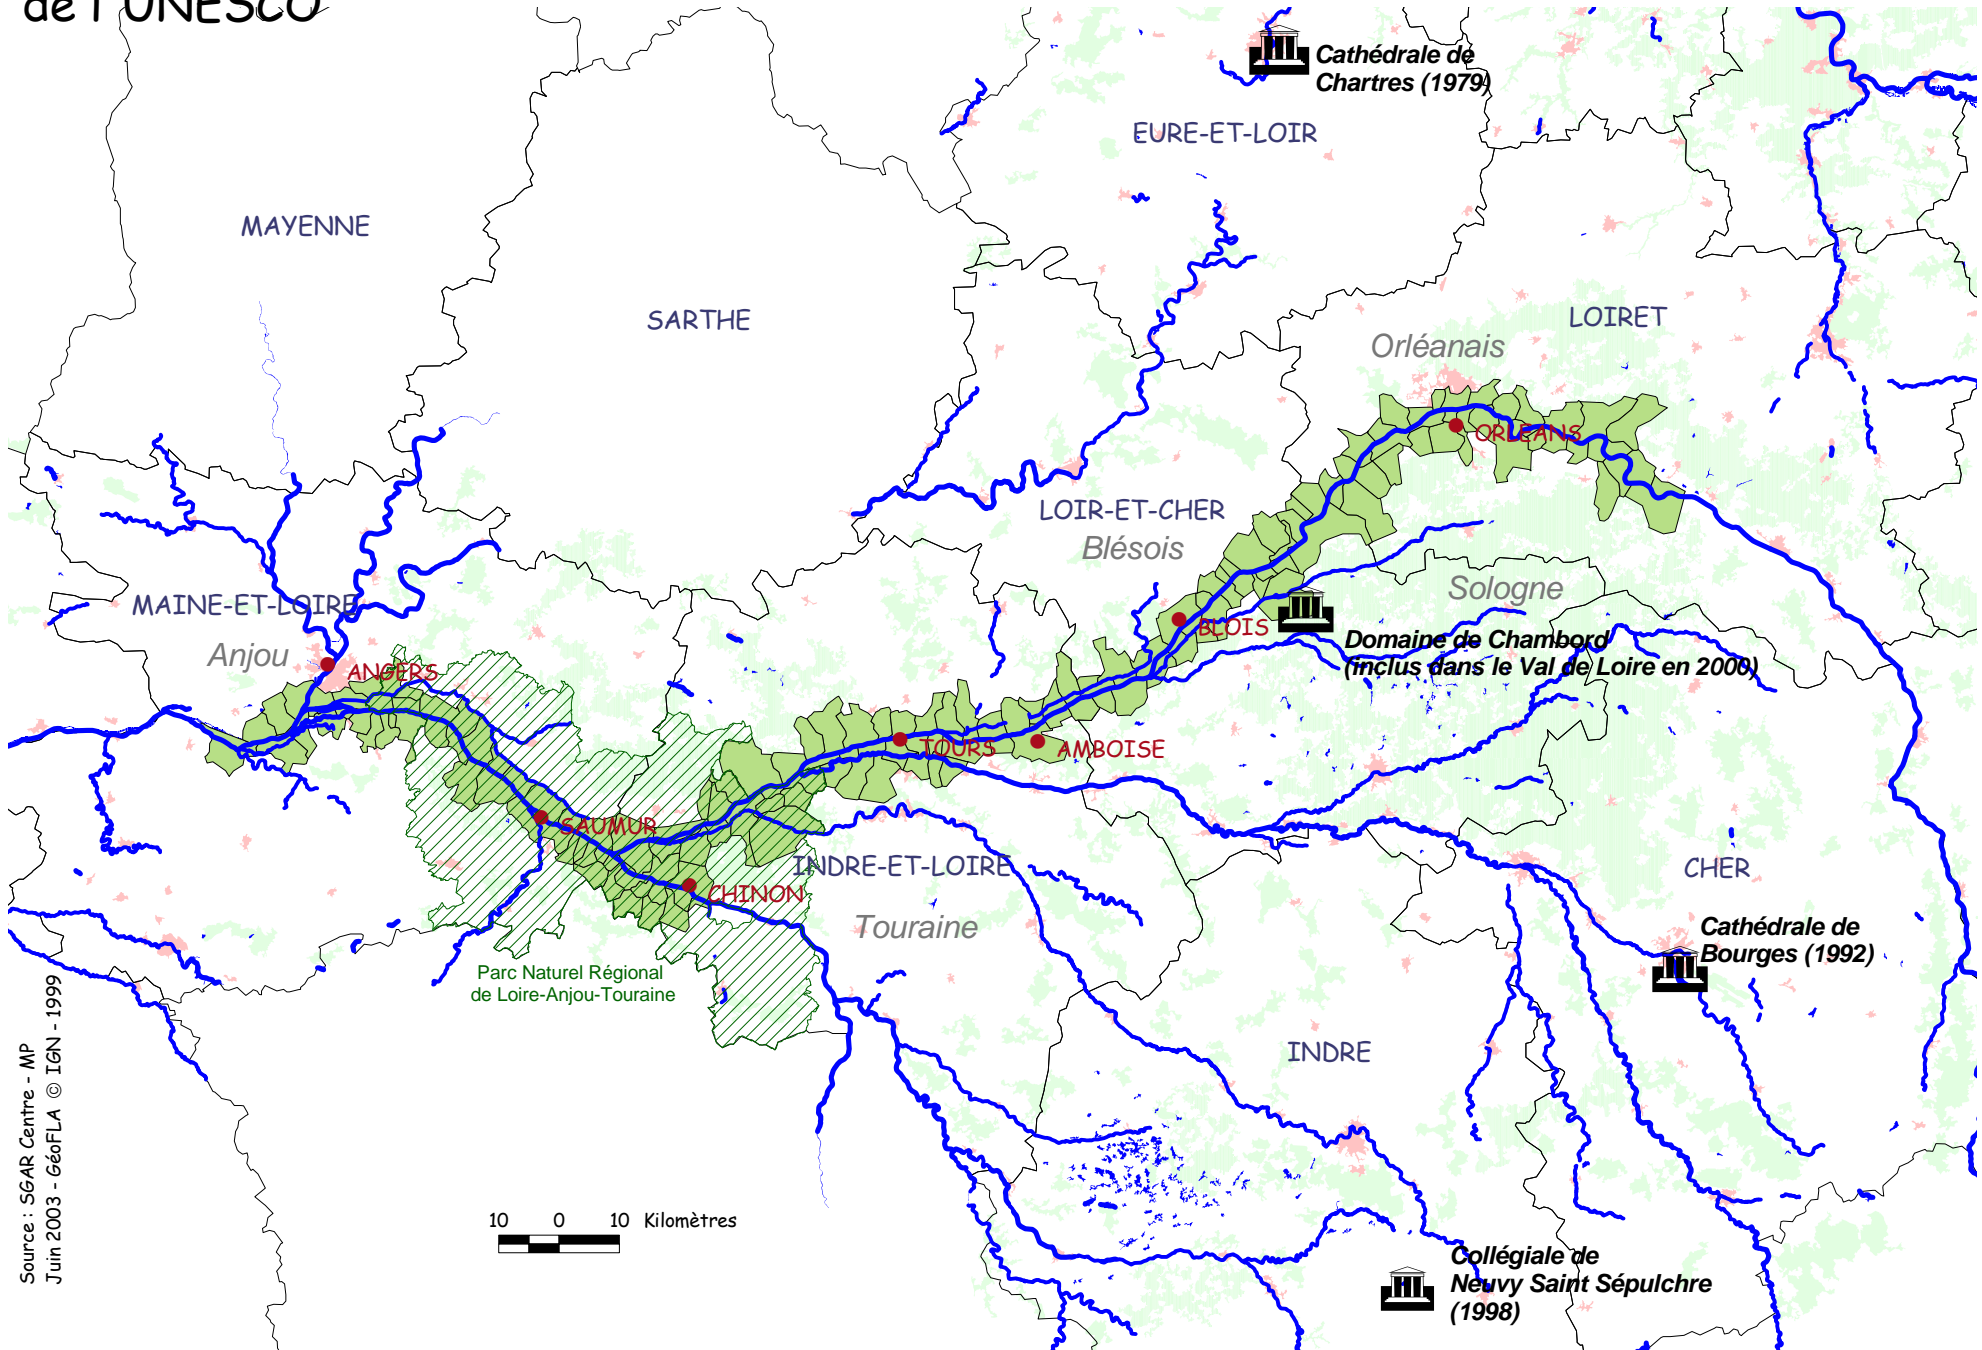 de l'UNESCO
Cathédrale de
Chartres (1979)
EURE-ET-LOIR
MAYENNE
SARTHE
LOIRET
Orléanais
ORLEANS
LOIR-ET-CHER
Blésois
Sologne
MAINE-ET-LOIRE
Anjou
ANGERS
BLOIS
Domaine de Chambord
(inclus dans le Val de Loire en 2000)
TOURS
AMBOISE
SAUMUR
INDRE-ET-LOIRE
CHINON
CHER
Touraine
Cathédrale de
Bourges (1992)
Parc Naturel Régional
de Loire-Anjou-Touraine
INDRE
10 0 10 Kilomètres
Collégiale de
Neuvy Saint Sépulchre
(1998)
Source : SGAR Centre - MP
Juin 2003 - GéoFLA © IGN - 1999